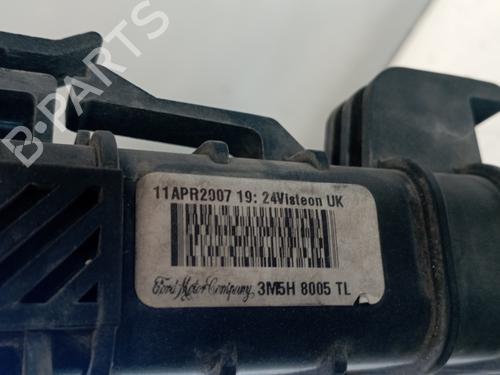 B-PARTS
11APR2007 19: 24Visteon UK
Ford Motor Company 3M5H 8005 TL